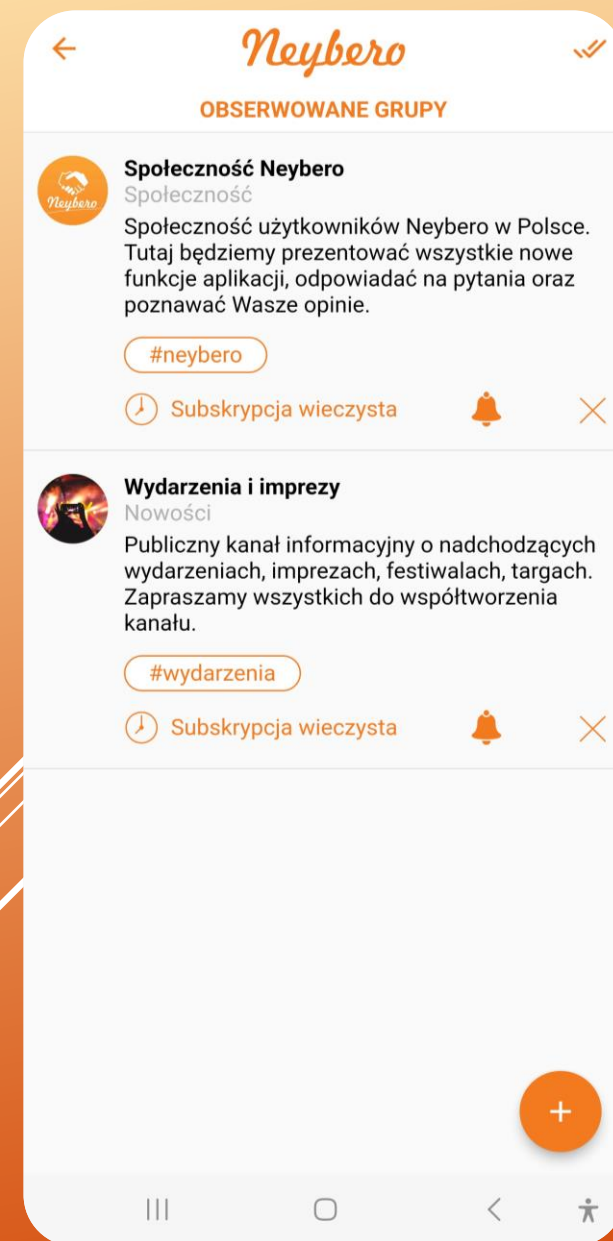 Neybero
OBSERWOWANE GRUPY
Neybero
Społeczność Neybero
Społeczność
Społeczność użytkowników Neybero w Polsce.
Tutaj będziemy prezentować wszystkie nowe
funkcje aplikacji, odpowiadać na pytania oraz
poznawać Wasze opinie.
#neybero
Subskrypcja wieczysta
Wydarzenia i imprezy
Nowości
Publiczny kanał informacyjny o nadchodzących
wydarzeniach, imprezach, festiwalach, targach.
Zapraszamy wszystkich do współtworzenia
kanału.
#wydarzenia
Subskrypcja wieczysta